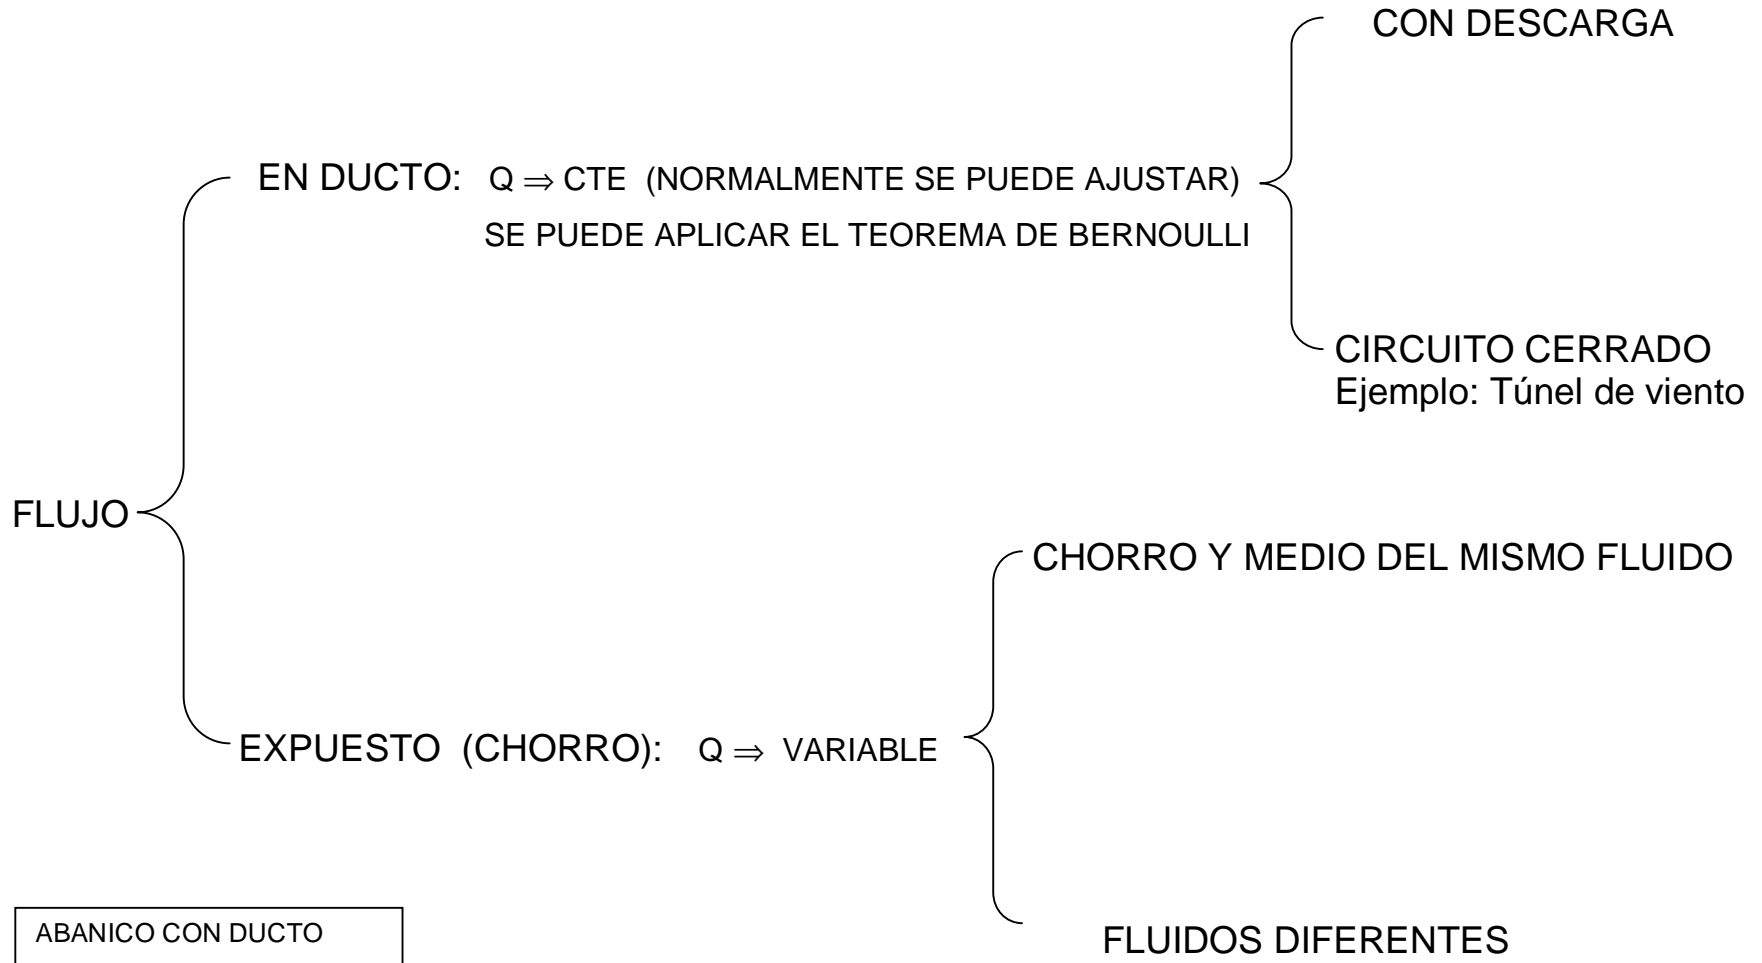 CON DESCARGA
EN DUCTO: Q ⇒ CTE (NORMALMENTE SE PUEDE AJUSTAR)
SE PUEDE APLICAR EL TEOREMA DE BERNOULLI
CIRCUITO CERRADO
Ejemplo: Túnel de viento
FLUJO
CHORRO Y MEDIO DEL MISMO FLUIDO
EXPUESTO (CHORRO): Q ⇒ VARIABLE
FLUIDOS DIFERENTES
ABANICO CON DUCTO